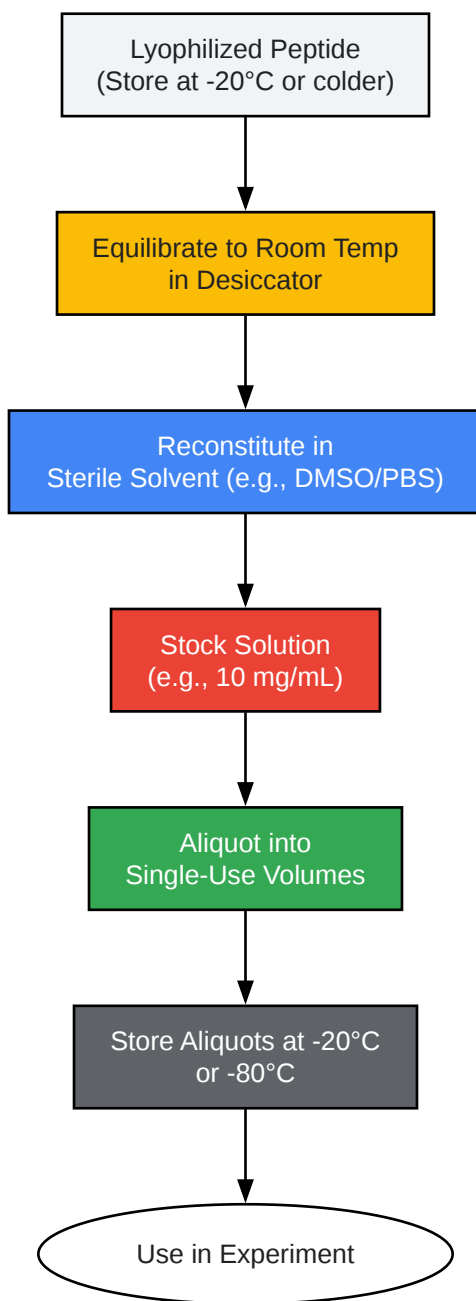 Lyophilized Peptide
(Store at -20°C or colder)
Equilibrate to Room Temp
in Desiccator
Reconstitute in
Sterile Solvent (e.g., DMSO/PBS)
Stock Solution
(e.g., 10 mg/mL)
Aliquot into
Single-Use Volumes
Store Aliquots at -20°C
or -80°C
Use in Experiment